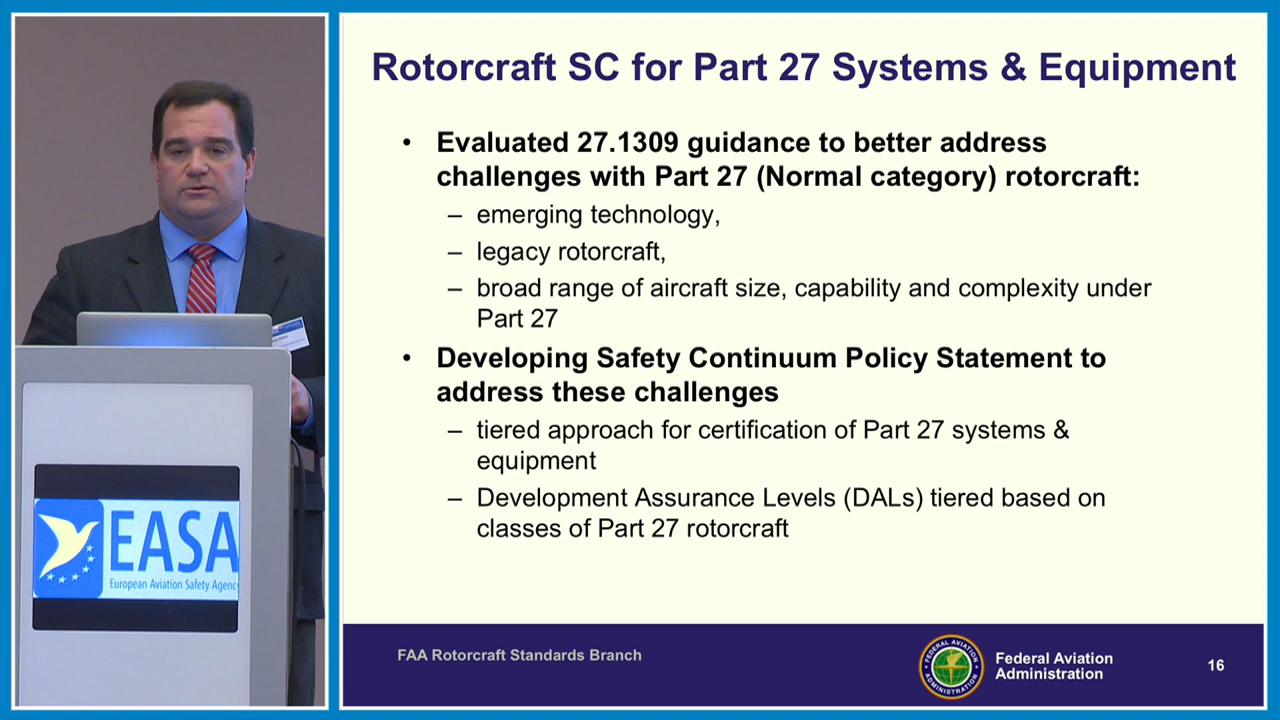 Rotorcraft SC for Part 27 Systems & Equipment
• Evaluated 27.1309 guidance to better address
challenges with Part 27 (Normal category) rotorcraft:
– emerging technology,
– legacy rotorcraft,
– broad range of aircraft size, capability and complexity under
Part 27
• Developing Safety Continuum Policy Statement to
address these challenges
– tiered approach for certification of Part 27 systems &
equipment
– Development Assurance Levels (DALs) tiered based on
classes of Part 27 rotorcraft
EASA
European Aviation Safety Agency
FAA Rotorcraft Standards Branch
FEDERAL AVIATION
ADMINISTRATION
Federal Aviation
Administration
16